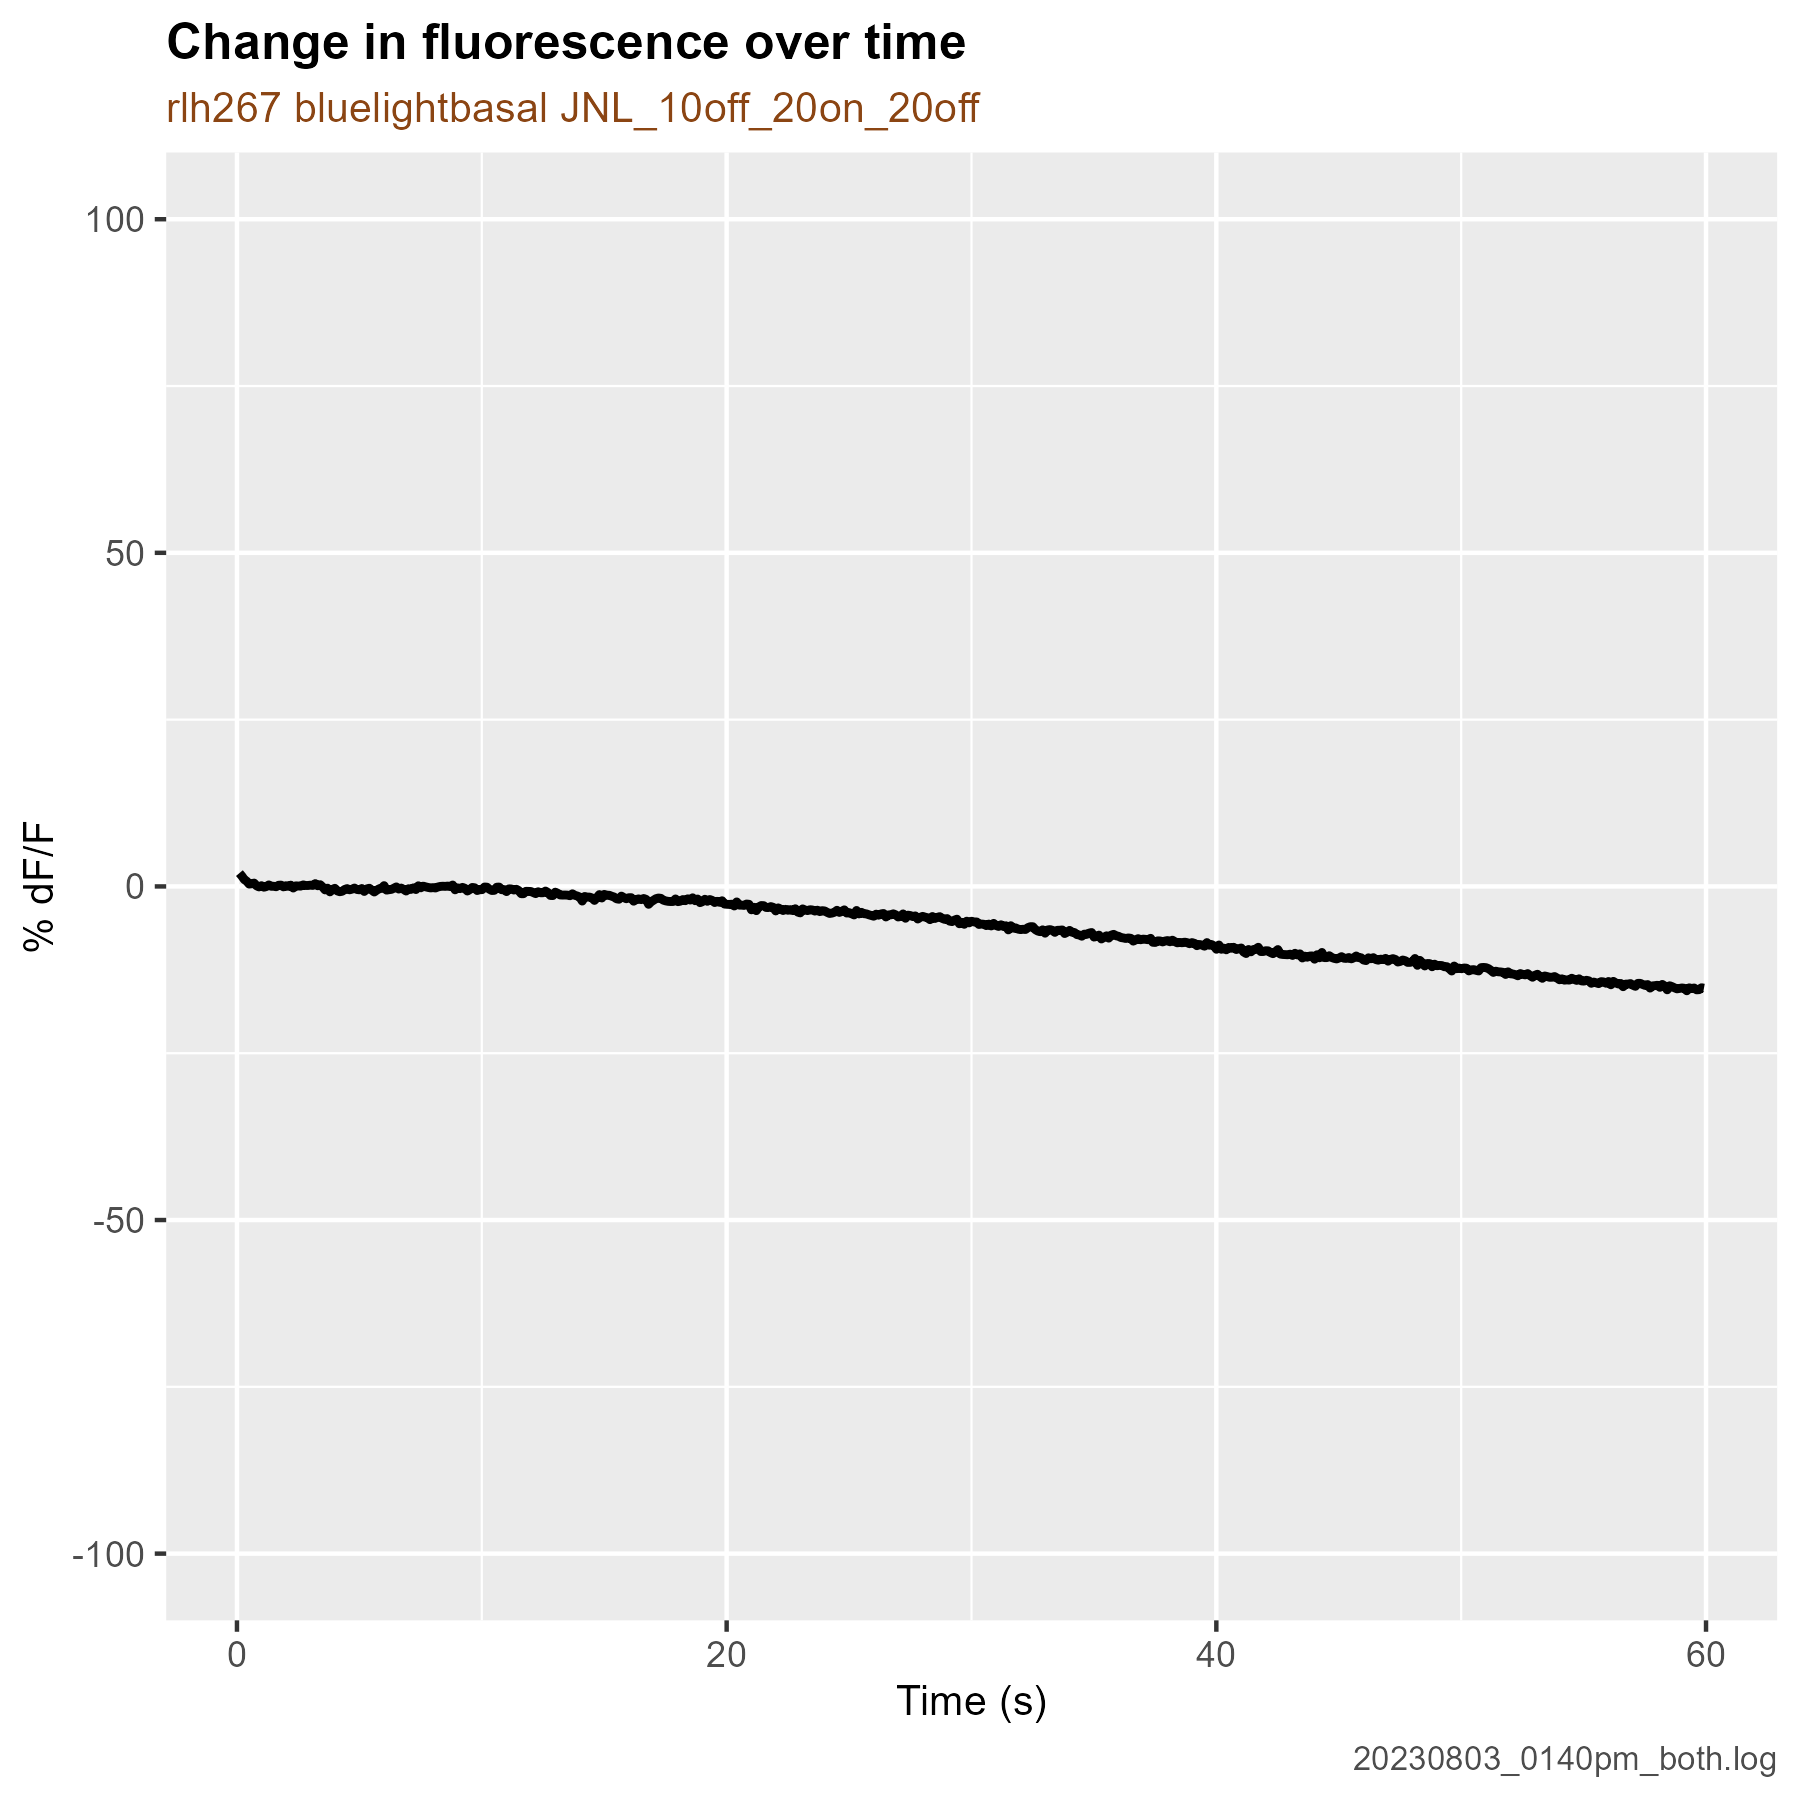 Change in fluorescence over time
rlh267 bluelightbasal JNL_10off_20on_20off
100
50
0
-50
-100
% dF/F
0 20 40 60
Time (s)
20230803_0140pm_both.log